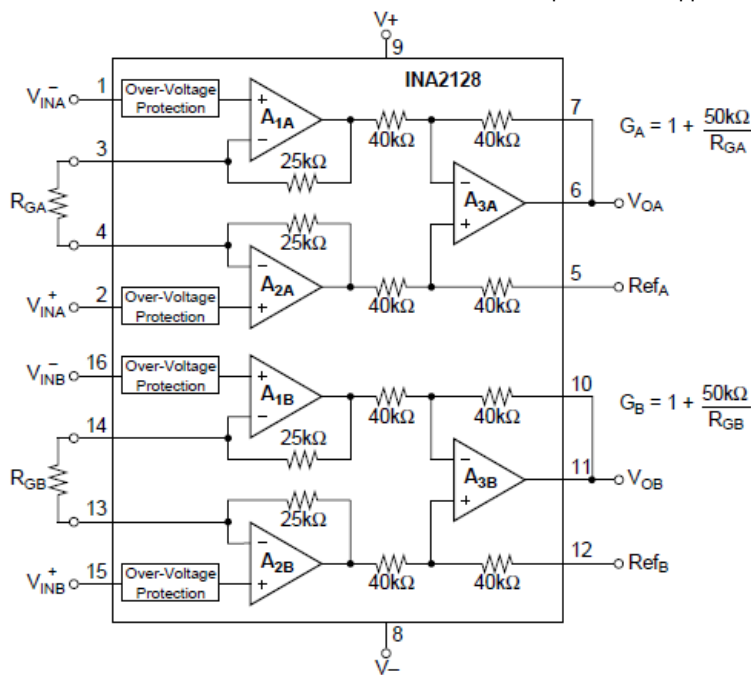 V+
9
INA2128
V⁻INA
1
Over-Voltage
Protection
+
A1A
−
40kΩ
40kΩ
7
GA = 1 + 50kΩ / RGA
3
25kΩ
RGA
−
A3A
+
6
VOA
4
25kΩ
−
A2A
+
40kΩ
40kΩ
5
RefA
V⁺INA
2
Over-Voltage
Protection
V⁻INB
16
Over-Voltage
Protection
+
A1B
−
40kΩ
40kΩ
10
GB = 1 + 50kΩ / RGB
14
25kΩ
RGB
−
A3B
+
11
VOB
13
25kΩ
−
A2B
+
40kΩ
40kΩ
12
RefB
V⁺INB
15
Over-Voltage
Protection
8
V−